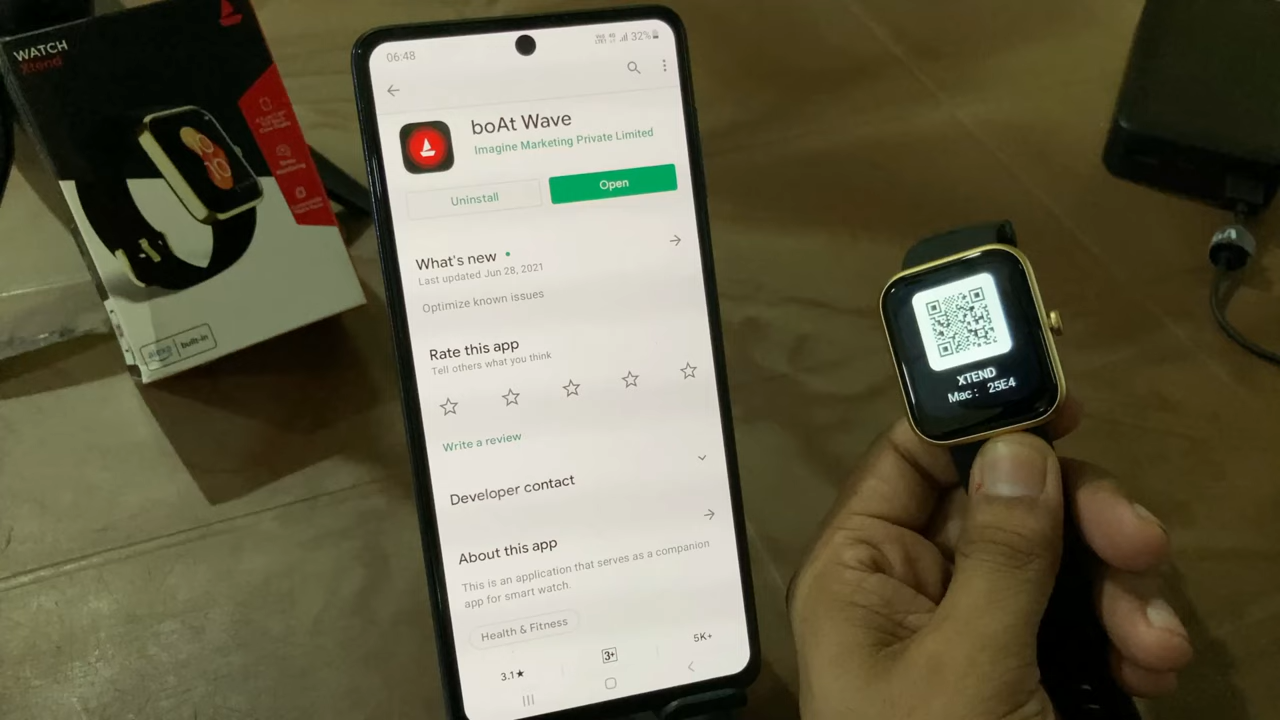 WATCH
Xtend
built-in
06:48
32%
boAt Wave
Imagine Marketing Private Limited
Uninstall
Open
What's new
Last updated Jun 28, 2021
Optimize known issues
Rate this app
Tell others what you think
Write a review
Developer contact
About this app
This is an application that serves as a companion
app for smart watch.
Health & Fitness
3.1★
3+
5K+
XTEND
Mac: 25E4